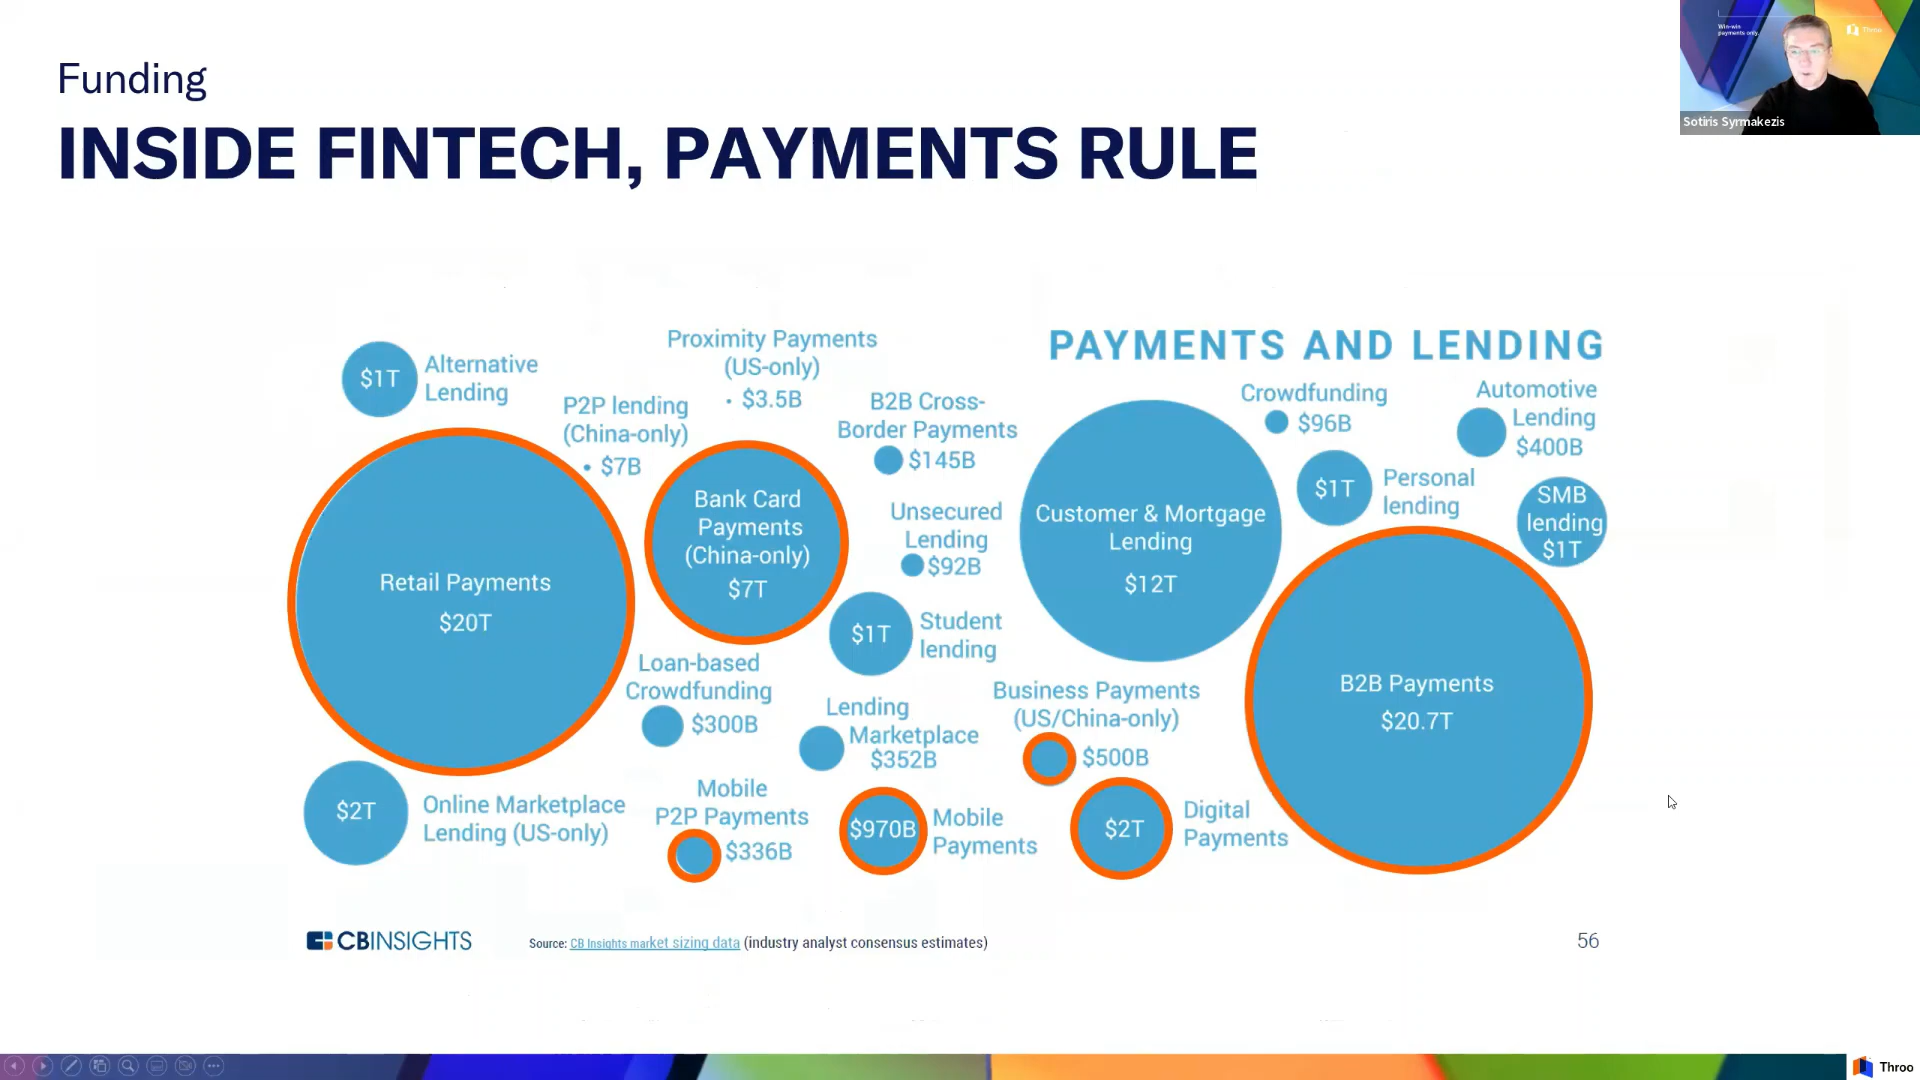 Funding
INSIDE FINTECH, PAYMENTS RULE
Win-win
payments only.
Throo
Sotiris Syrmakezis
PAYMENTS AND LENDING
$1T
Alternative
Lending
Proximity Payments
(US-only)
$3.5B
P2P lending
(China-only)
$7B
B2B Cross-
Border Payments
$145B
Crowdfunding
$96B
Automotive
Lending
$400B
Bank Card
Payments
(China-only)
$7T
Unsecured
Lending
$92B
Customer & Mortgage
Lending
$12T
$1T
Personal
lending
SMB
lending
$1T
Retail Payments
$20T
$1T
Student
lending
Loan-based
Crowdfunding
$300B
Lending
Marketplace
$352B
Business Payments
(US/China-only)
$500B
B2B Payments
$20.7T
$2T
Online Marketplace
Lending (US-only)
Mobile
P2P Payments
$336B
$970B
Mobile
Payments
$2T
Digital
Payments
CBINSIGHTS
Source: CB Insights market sizing data (industry analyst consensus estimates)
56
Throo